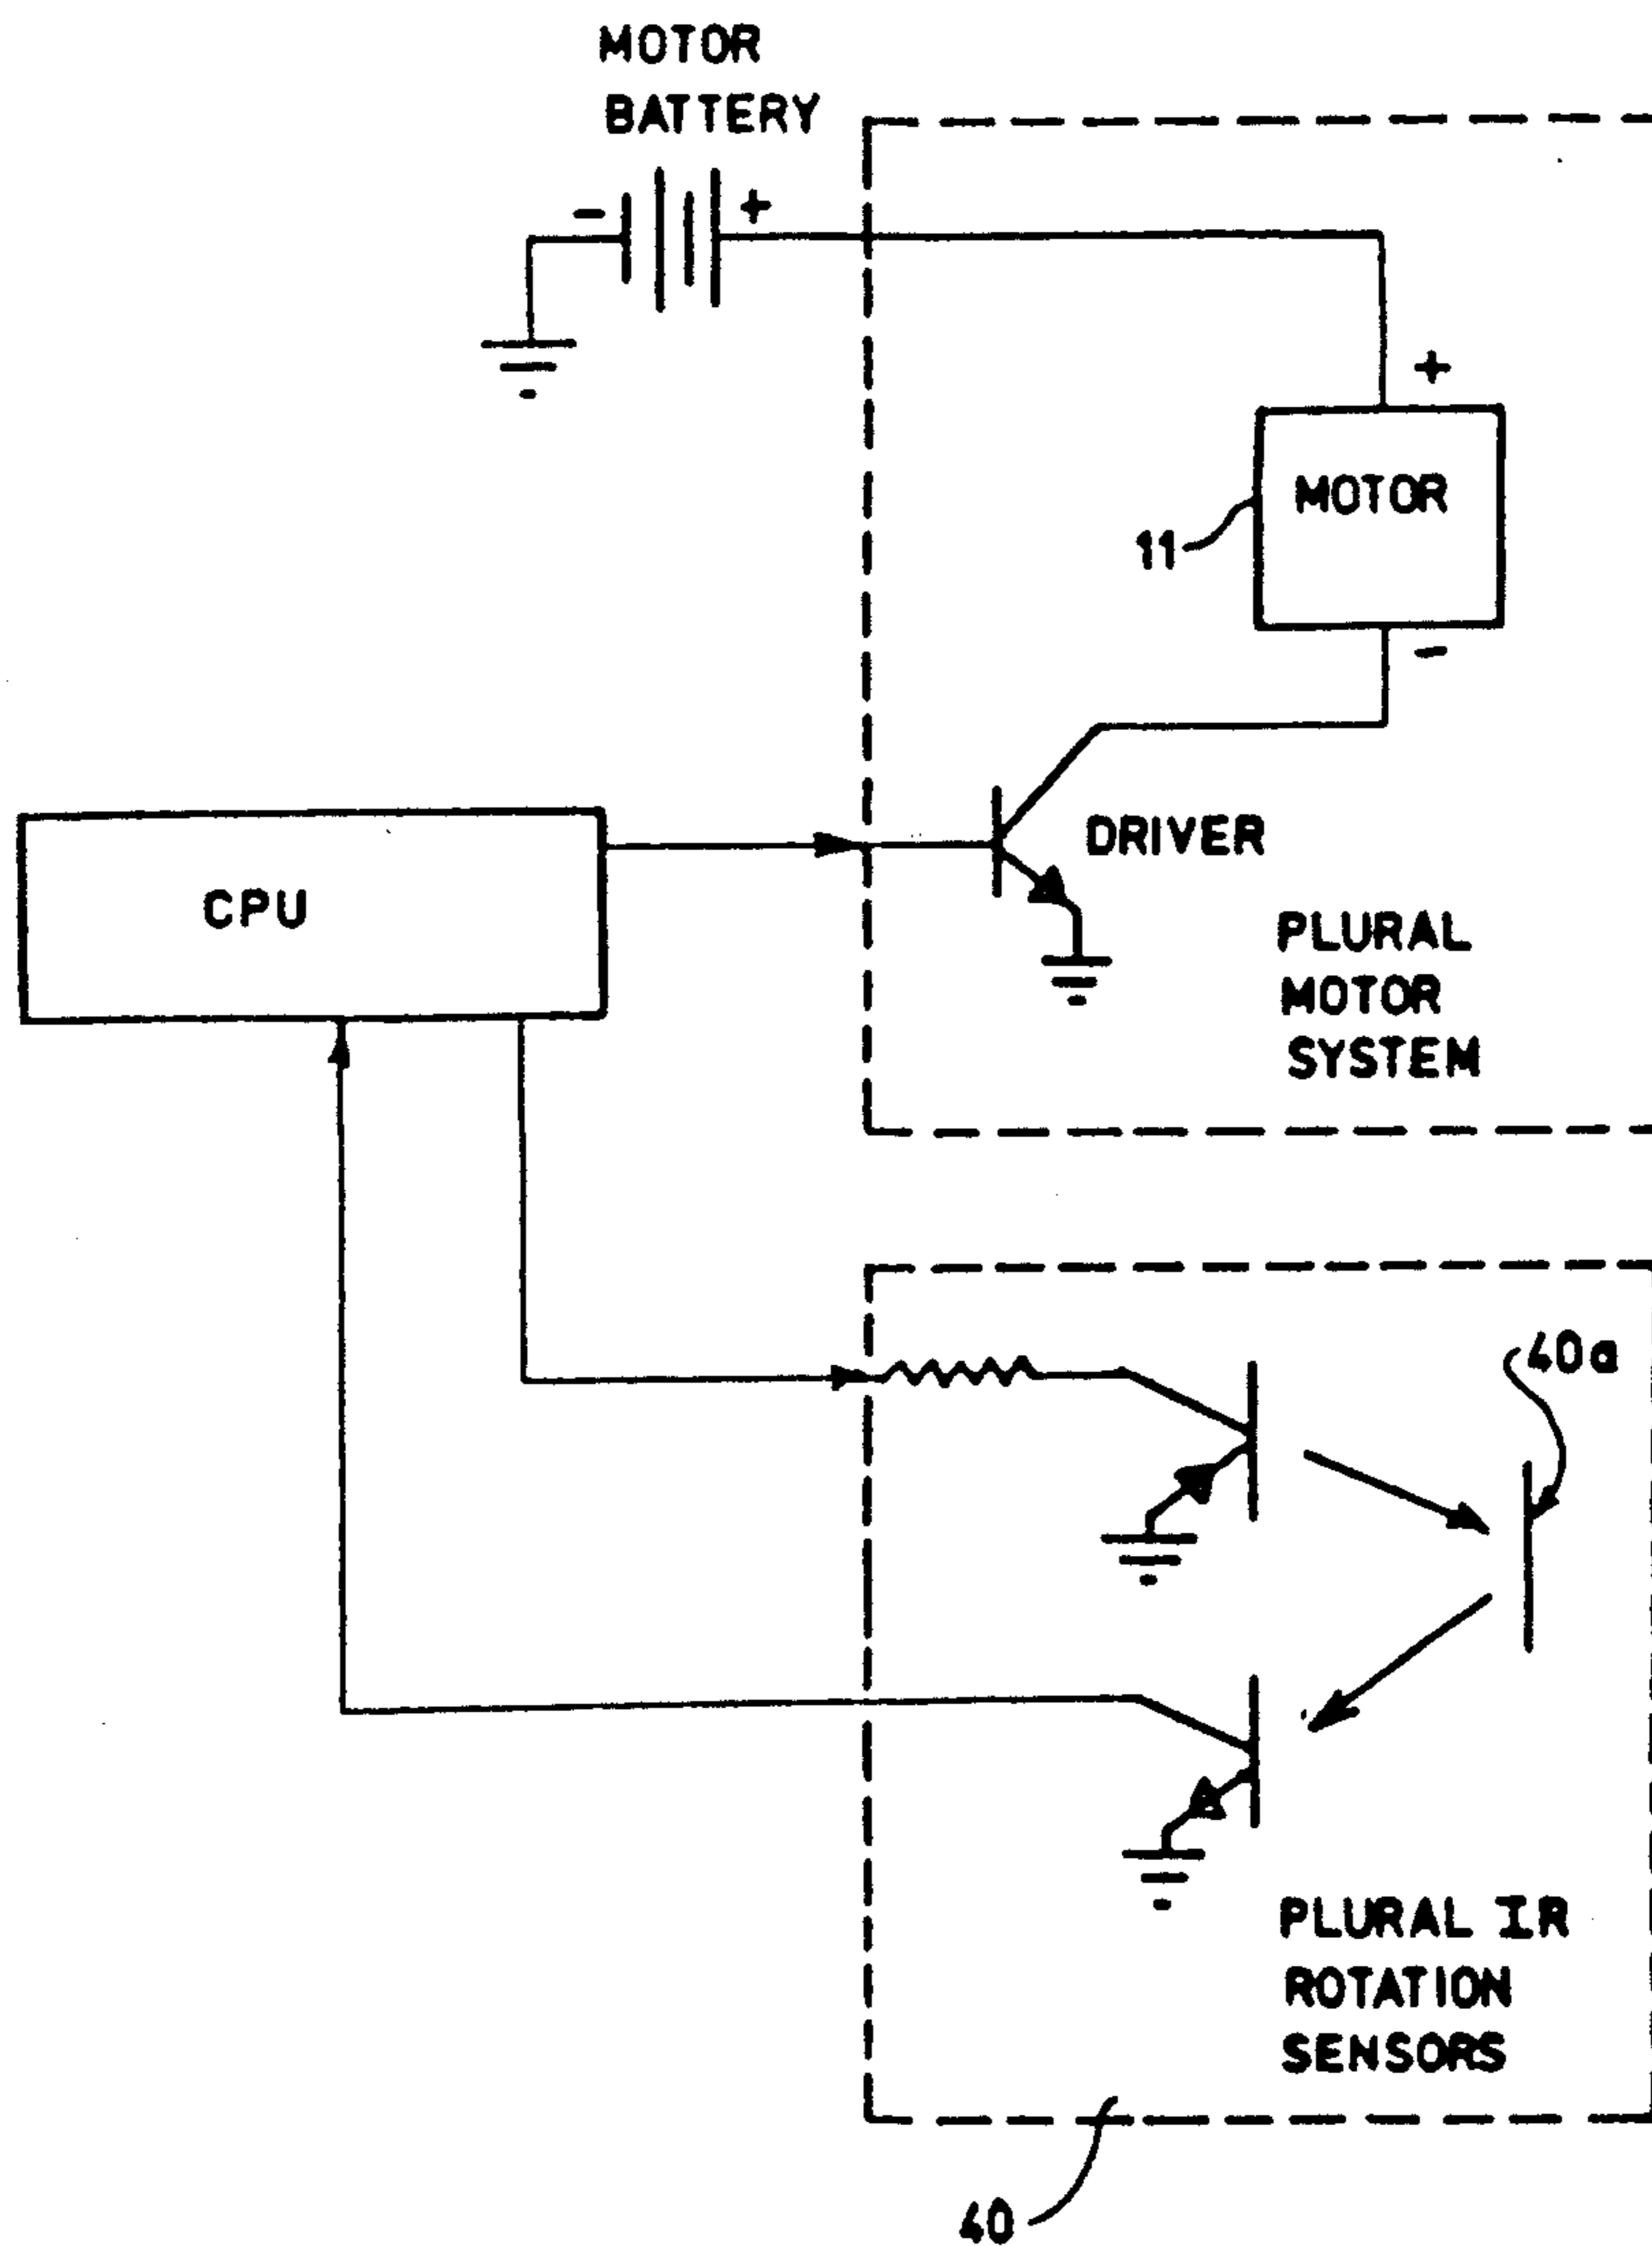 MOTOR
BATTERY
- +
+
MOTOR
11
-
DRIVER
CPU
PLURAL
MOTOR
SYSTEM
40a
PLURAL IR
ROTATION
SENSORS
40